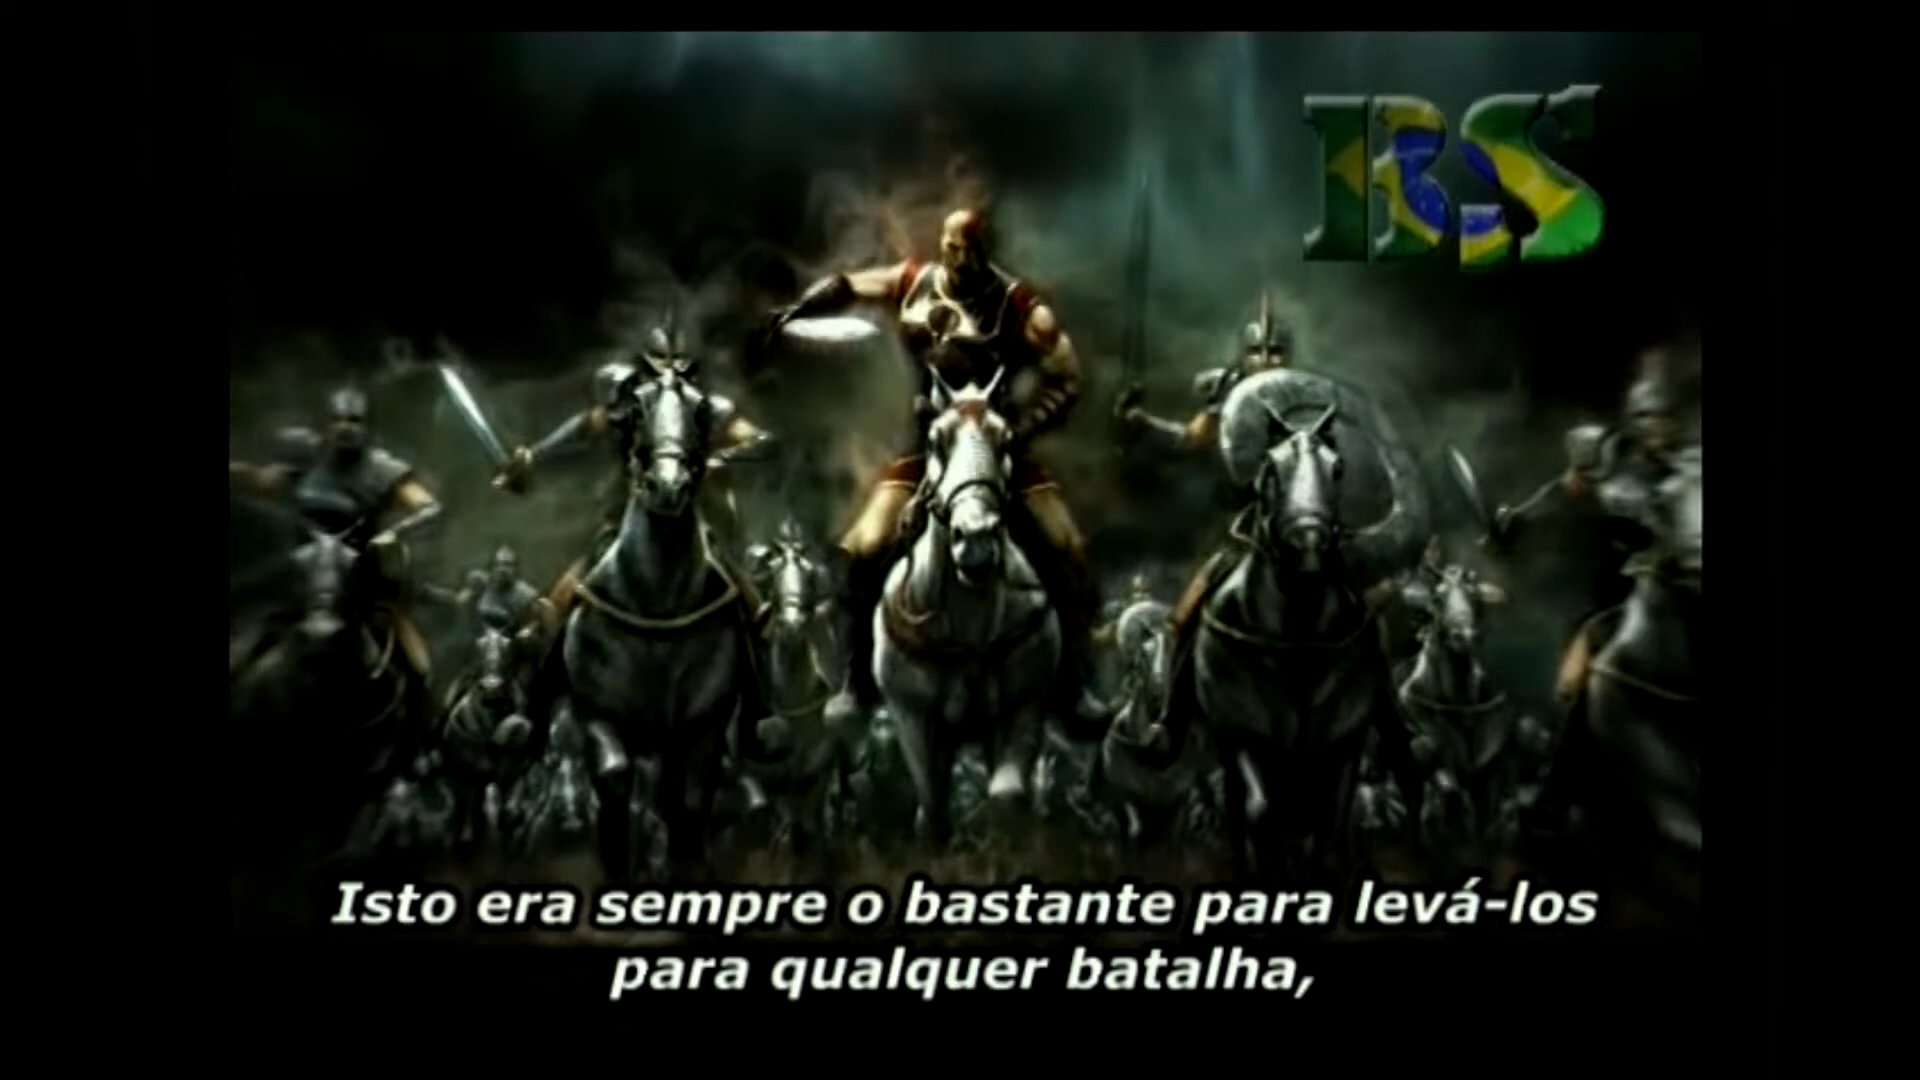 BS
Isto era sempre o bastante para levá-los
para qualquer batalha,